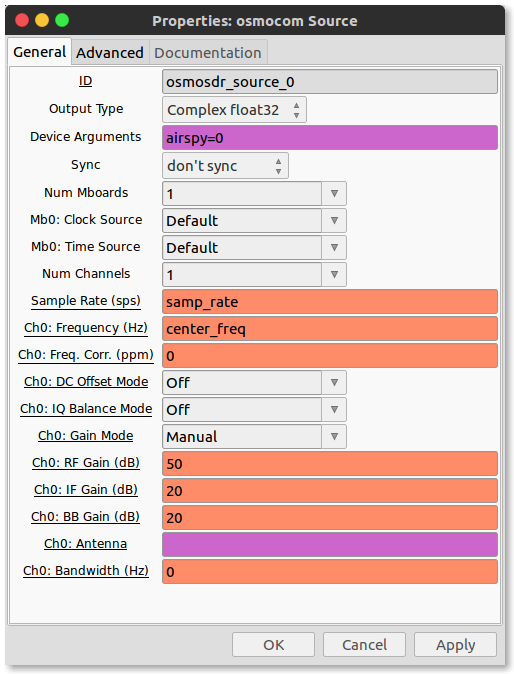 Properties: osmocom Source
General Advanced Documentation
ID osmosdr_source_0
Output Type Complex float32
Device Arguments airspy=0
Sync don't sync
Num Mboards 1
Mb0: Clock Source Default
Mb0: Time Source Default
Num Channels 1
Sample Rate (sps) samp_rate
Ch0: Frequency (Hz) center_freq
Ch0: Freq. Corr. (ppm) 0
Ch0: DC Offset Mode Off
Ch0: IQ Balance Mode Off
Ch0: Gain Mode Manual
Ch0: RF Gain (dB) 50
Ch0: IF Gain (dB) 20
Ch0: BB Gain (dB) 20
Ch0: Antenna
Ch0: Bandwidth (Hz) 0
OK Cancel Apply